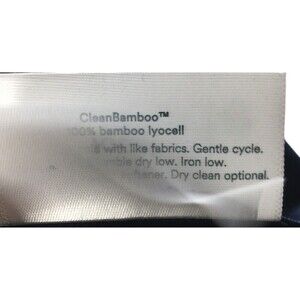 CleanBamboo™
100% bamboo lyocell
with like fabrics. Gentle cycle.
dry low. Iron low.
Dry clean optional.